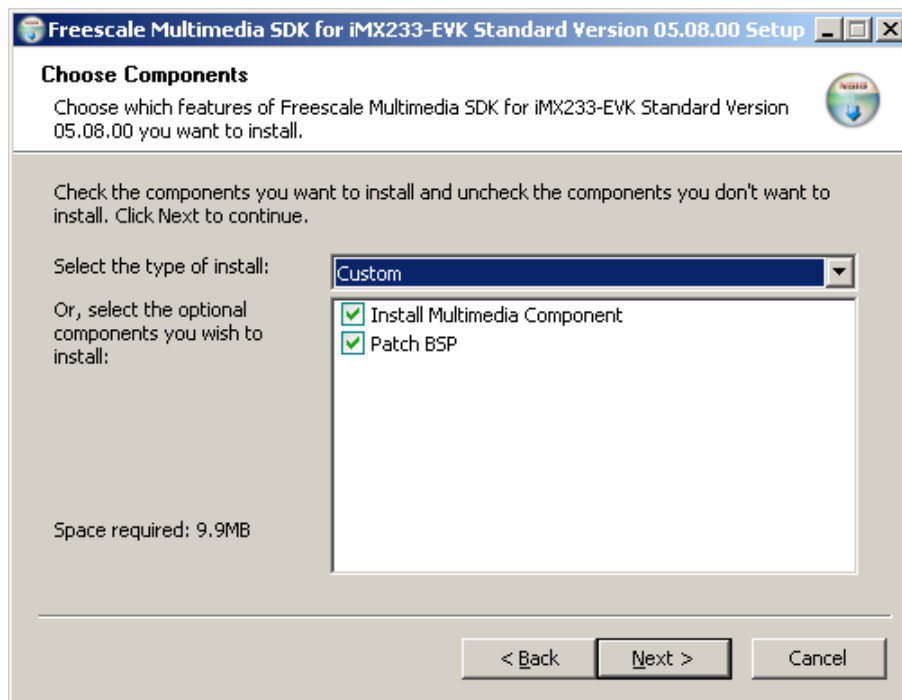 Freescale Multimedia SDK for iMX233-EVK Standard Version 05.08.00 Setup
Choose Components
Choose which features of Freescale Multimedia SDK for iMX233-EVK Standard Version
05.08.00 you want to install.
Check the components you want to install and uncheck the components you don't want to
install. Click Next to continue.
Select the type of install:
Custom
Or, select the optional
components you wish to
install:
Install Multimedia Component
Patch BSP
Space required: 9.9MB
< Back
Next >
Cancel